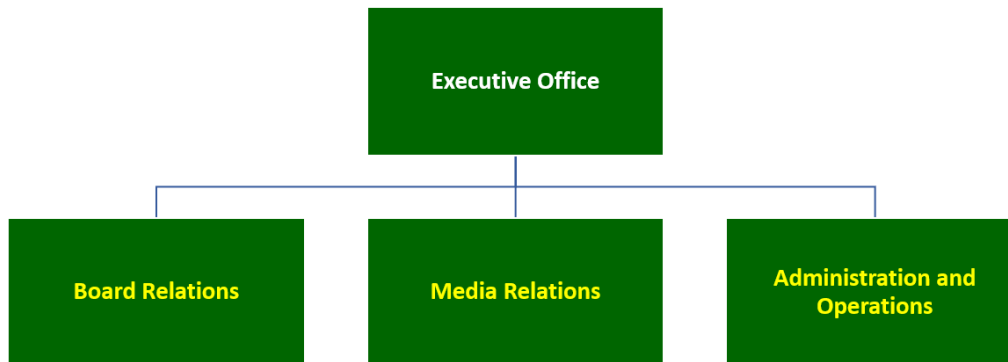 Executive Office
Board Relations
Media Relations
Administration and
Operations